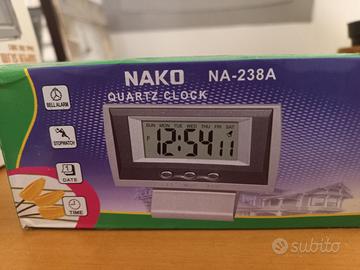 NAKO NA-238A
QUARTZ CLOCK
BELL ALARM
STOPWATCH
DATE
TIME
SUN MON TUE WED THU FRI SAT
P 12:54 11
subito